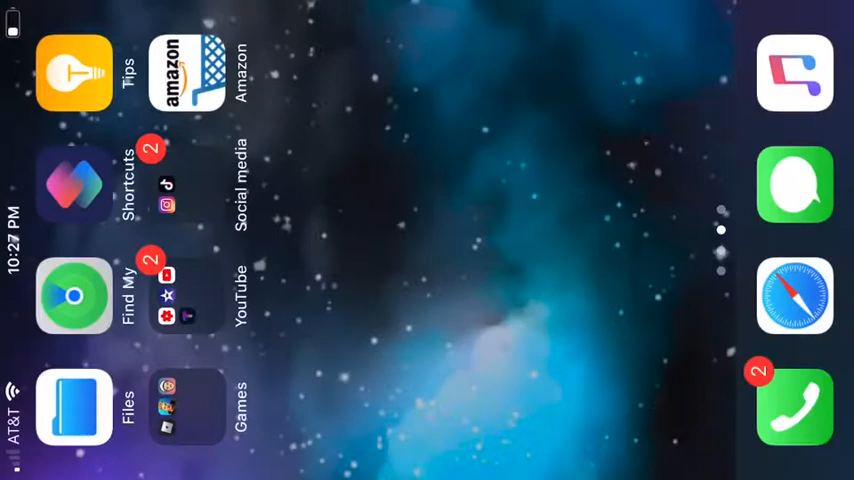 AT&T 10:27 PM
Files Find My Shortcuts Tips
2 2
amazon
Games YouTube Social media Amazon
2